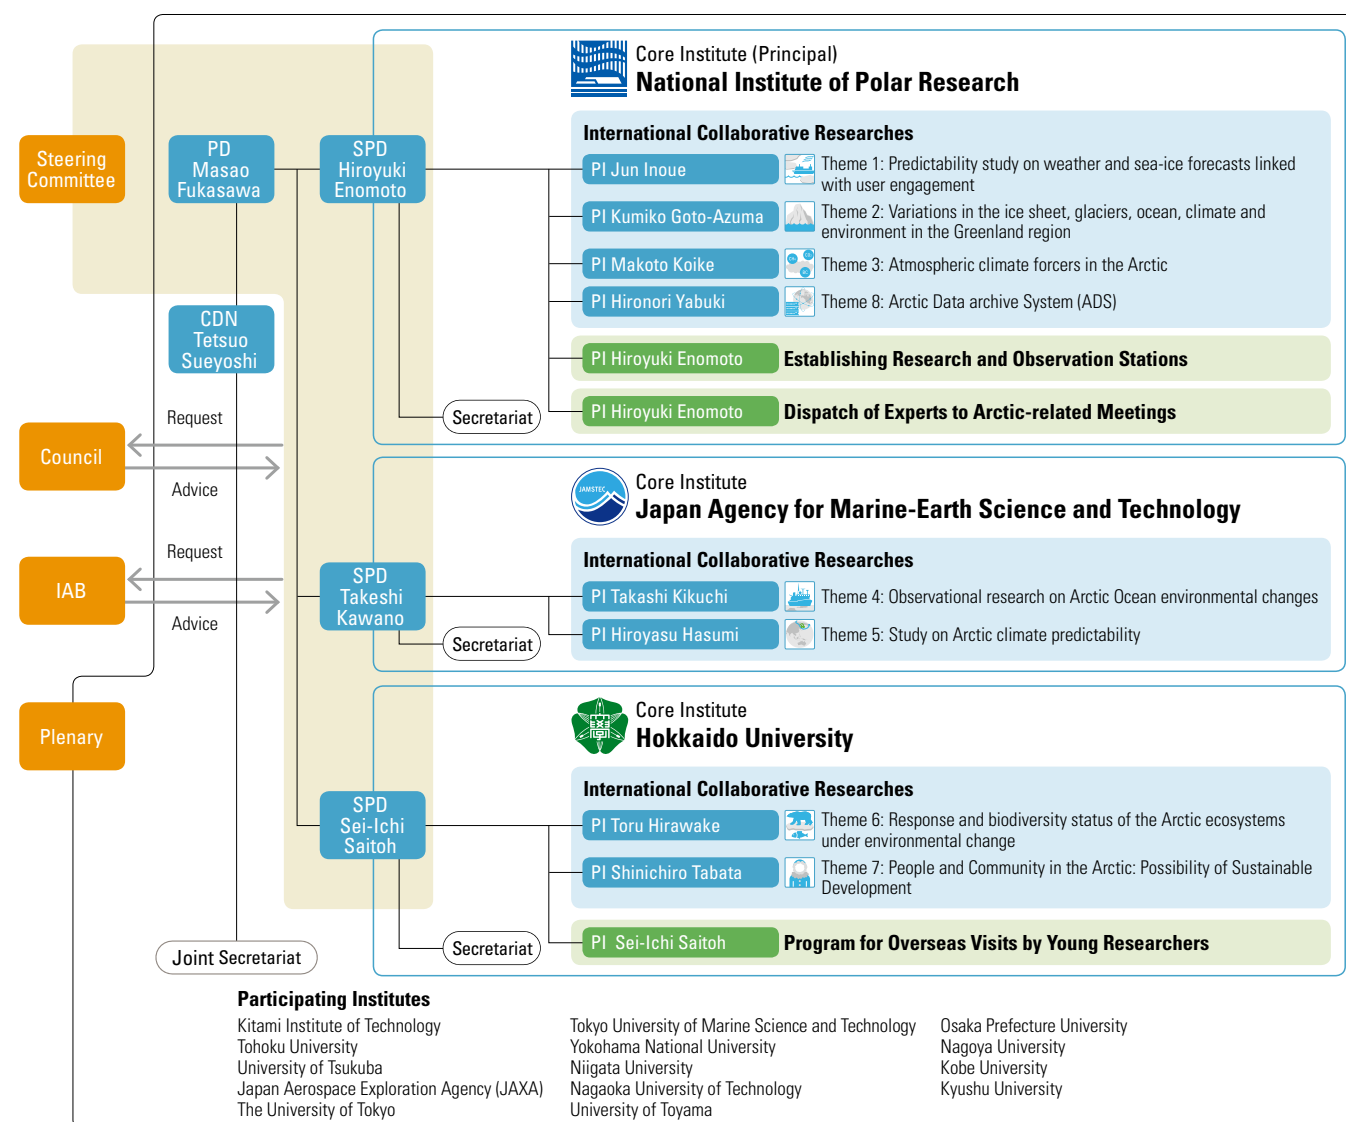 Core Institute (Principal)
National Institute of Polar Research
International Collaborative Researches
Steering
Committee
PD
Masao
Fukasawa
SPD
Hiroyuki
Enomoto
PI Jun Inoue
Theme 1: Predictability study on weather and sea-ice forecasts linked
with user engagement
PI Kumiko Goto-Azuma
Theme 2: Variations in the ice sheet, glaciers, ocean, climate and
environment in the Greenland region
PI Makoto Koike
Theme 3: Atmospheric climate forcers in the Arctic
PI Hironori Yabuki
Theme 8: Arctic Data archive System (ADS)
CDN
Tetsuo
Sueyoshi
PI Hiroyuki Enomoto
Establishing Research and Observation Stations
PI Hiroyuki Enomoto
Dispatch of Experts to Arctic-related Meetings
Secretariat
Request
Council
Advice
JAMSTEC
Core Institute
Japan Agency for Marine-Earth Science and Technology
International Collaborative Researches
Request
IAB
Advice
SPD
Takeshi
Kawano
PI Takashi Kikuchi
Theme 4: Observational research on Arctic Ocean environmental changes
PI Hiroyasu Hasumi
Theme 5: Study on Arctic climate predictability
Secretariat
Plenary
Core Institute
Hokkaido University
International Collaborative Researches
SPD
Sei-Ichi
Saitoh
PI Toru Hirawake
Theme 6: Response and biodiversity status of the Arctic ecosystems
under environmental change
PI Shinichiro Tabata
Theme 7: People and Community in the Arctic: Possibility of Sustainable
Development
PI Sei-Ichi Saitoh
Program for Overseas Visits by Young Researchers
Secretariat
Joint Secretariat
Participating Institutes
Kitami Institute of Technology
Tohoku University
University of Tsukuba
Japan Aerospace Exploration Agency (JAXA)
The University of Tokyo
Tokyo University of Marine Science and Technology
Yokohama National University
Niigata University
Nagaoka University of Technology
University of Toyama
Osaka Prefecture University
Nagoya University
Kobe University
Kyushu University